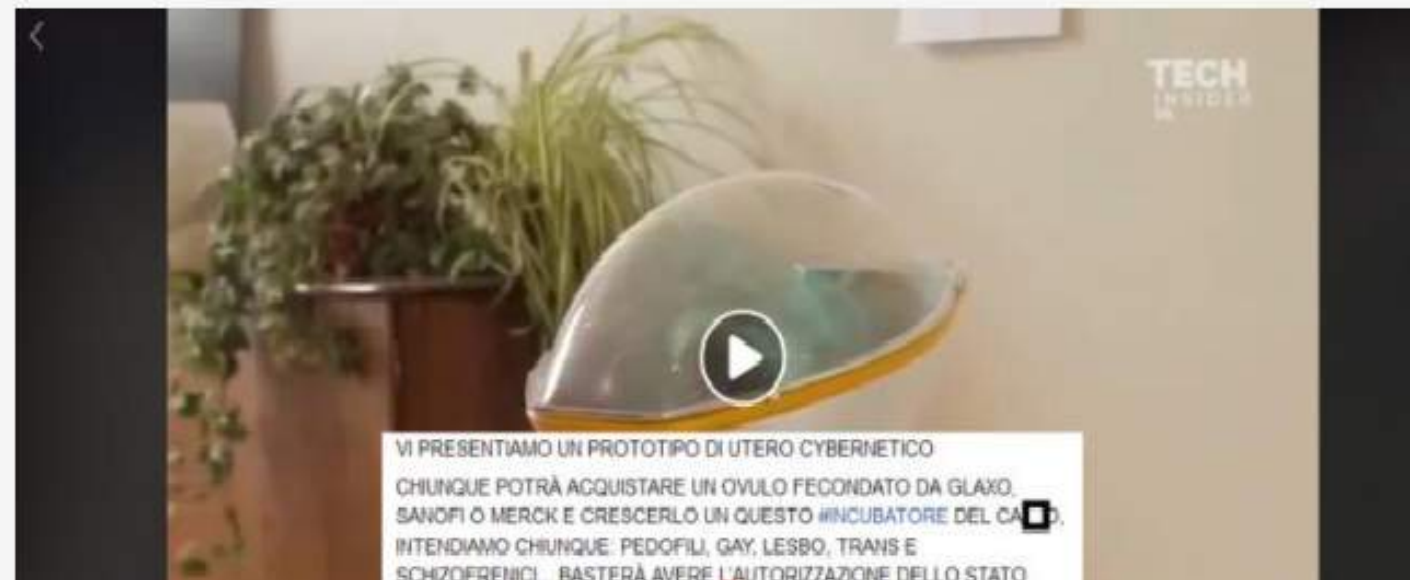 TECH
INSIDER
VI PRESENTIAMO UN PROTOTIPO DI UTERO CYBERNETICO
CHIUNQUE POTRÀ ACQUISTARE UN OVULO FECONDATO DA GLAXO,
SANOFI O MERCK E CRESCERLO UN QUESTO #INCUBATORE DEL CA O,
INTENDIAMO CHIUNQUE: PEDOFILI, GAY, LESBO, TRANS E
SCHIZOFRENICI... BASTERÀ AVERE L'AUTORIZZAZIONE DELLO STATO